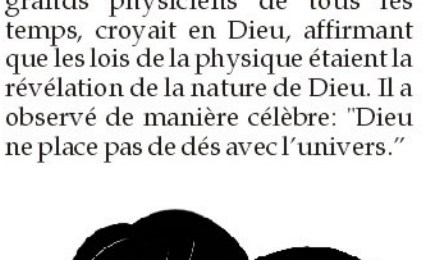 grands physiciens de tous les
temps, croyait en Dieu, affirmant
que les lois de la physique étaient la
révélation de la nature de Dieu. Il a
observé de manière célèbre: "Dieu
ne place pas de dés avec l'univers.”